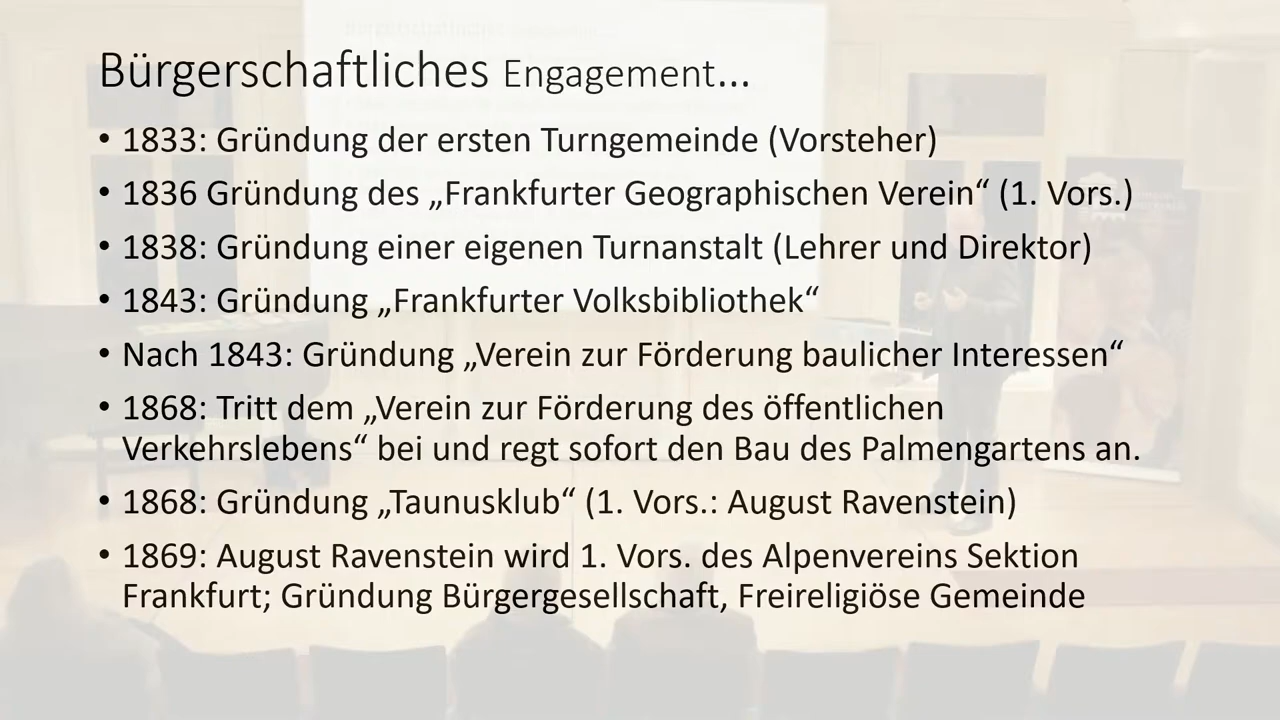 Bürgerschaftliches Engagement...
• 1833: Gründung der ersten Turngemeinde (Vorsteher)
• 1836 Gründung des „Frankfurter Geographischen Verein“ (1. Vors.)
• 1838: Gründung einer eigenen Turnanstalt (Lehrer und Direktor)
• 1843: Gründung „Frankfurter Volksbibliothek“
• Nach 1843: Gründung „Verein zur Förderung baulicher Interessen“
• 1868: Tritt dem „Verein zur Förderung des öffentlichen
Verkehrslebens“ bei und regt sofort den Bau des Palmengartens an.
• 1868: Gründung „Taunusklub“ (1. Vors.: August Ravenstein)
• 1869: August Ravenstein wird 1. Vors. des Alpenvereins Sektion
Frankfurt; Gründung Bürgergesellschaft, Freireligiöse Gemeinde